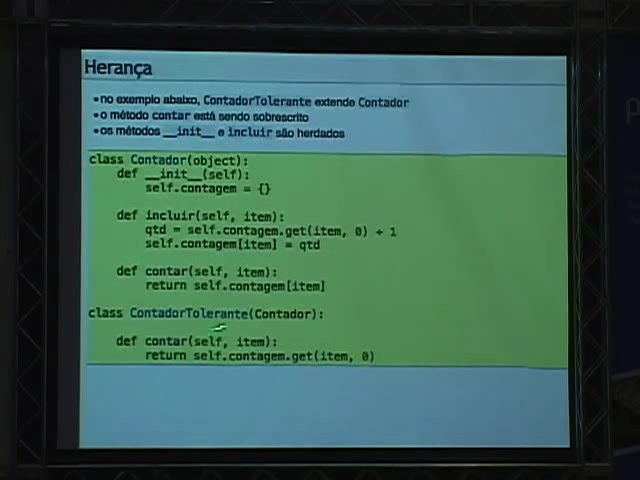 Herança
• no exemplo abaixo, ContadorTolerante extende Contador
• o método contar está sendo sobrescrito
• os métodos __init__ e incluir são herdados
class Contador(object):
    def __init__(self):
        self.contagem = {}
    def incluir(self, item):
        qtd = self.contagem.get(item, 0) + 1
        self.contagem[item] = qtd
    def contar(self, item):
        return self.contagem[item]
class ContadorTolerante(Contador):
    def contar(self, item):
        return self.contagem.get(item, 0)